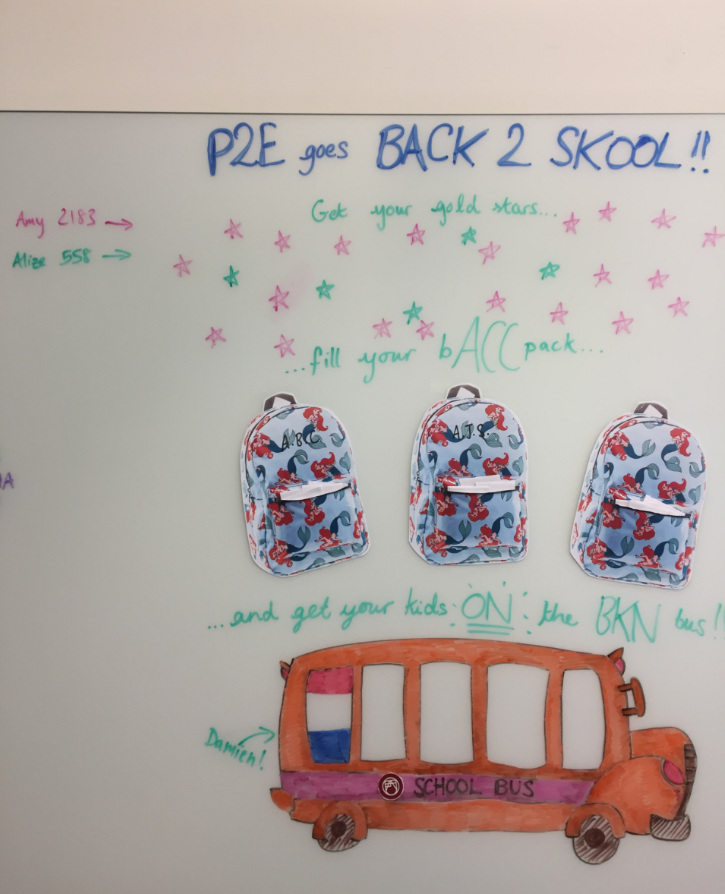 P2E goes BACK 2 SKOOL!!
Get your gold stars...
Amy 2183 →
Alize 558 →
...fill your bACCpack...
A.B.C.
A.J.S.
IA
...and get your kids ON the BKN bus!!
Damien!
SCHOOL BUS